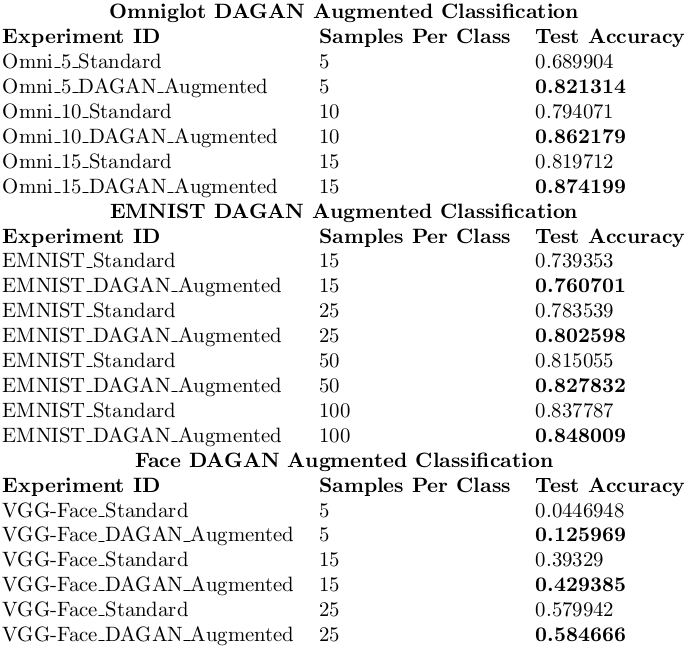 Omniglot DAGAN Augmented Classification
Experiment ID Samples Per Class Test Accuracy
Omni_5_Standard 5 0.689904
Omni_5_DAGAN_Augmented 5 0.821314
Omni_10_Standard 10 0.794071
Omni_10_DAGAN_Augmented 10 0.862179
Omni_15_Standard 15 0.819712
Omni_15_DAGAN_Augmented 15 0.874199
EMNIST DAGAN Augmented Classification
Experiment ID Samples Per Class Test Accuracy
EMNIST_Standard 15 0.739353
EMNIST_DAGAN_Augmented 15 0.760701
EMNIST_Standard 25 0.783539
EMNIST_DAGAN_Augmented 25 0.802598
EMNIST_Standard 50 0.815055
EMNIST_DAGAN_Augmented 50 0.827832
EMNIST_Standard 100 0.837787
EMNIST_DAGAN_Augmented 100 0.848009
Face DAGAN Augmented Classification
Experiment ID Samples Per Class Test Accuracy
VGG-Face_Standard 5 0.0446948
VGG-Face_DAGAN_Augmented 5 0.125969
VGG-Face_Standard 15 0.39329
VGG-Face_DAGAN_Augmented 15 0.429385
VGG-Face_Standard 25 0.579942
VGG-Face_DAGAN_Augmented 25 0.584666